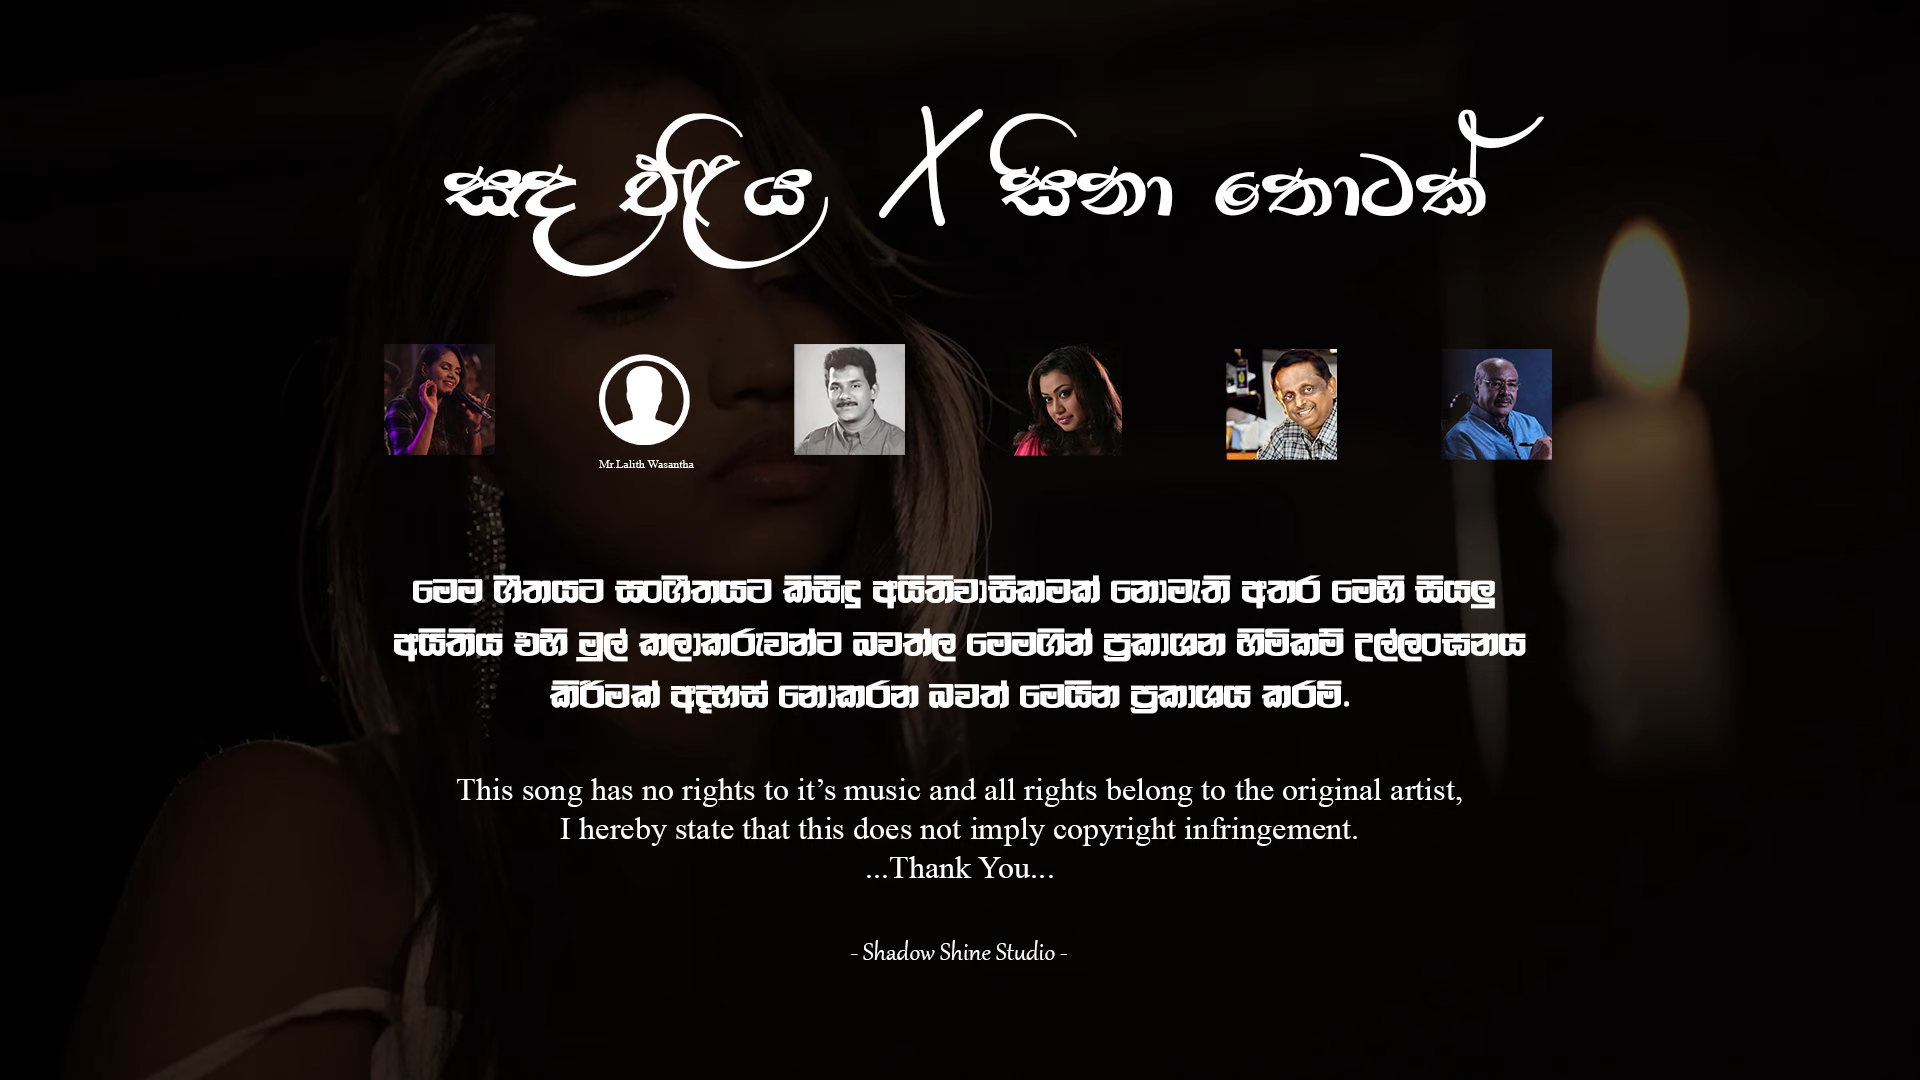 සඳ එළිය X සිනා තොටක්
Mr.Lalith Wasantha
මෙම ගීතයට සංගීතයට කිසිඳු අයිතිවාසිකමක් නොමැති අතර මෙහි සියලු
අයිතිය එහි මුල් කලාකරුවන්ට බවත්ල මෙමගින් ප්‍රකාශන හිමිකම් උල්ලංඝනය
කිරීමක් අදහස් නොකරන බවත් මෙයින ප්‍රකාශය කරමි.
This song has no rights to it’s music and all rights belong to the original artist,
I hereby state that this does not imply copyright infringement.
...Thank You...
- Shadow Shine Studio -